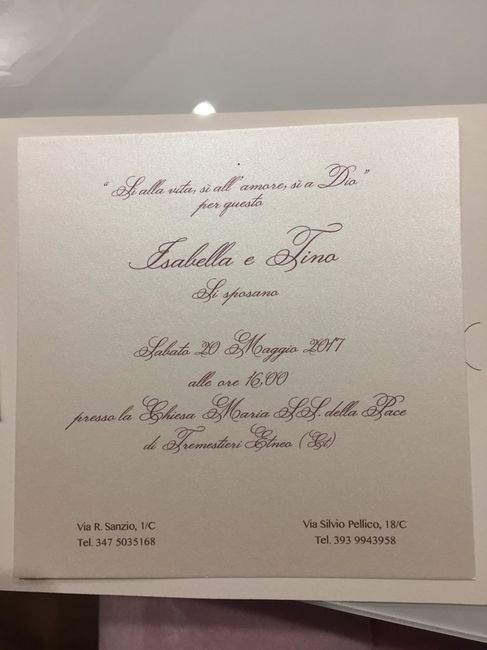 " Sì alla vita, sì all' amore, sì a Dio "
per questo
Isabella e Tino
Si sposano
Sabato 20 Maggio 2017
alle ore 16,00
presso la Chiesa Maria SS. della Pace
di Tremestieri Etneo (Ct)
Via R. Sanzio, 1/C
Tel. 347 5035168
Via Silvio Pellico, 18/C
Tel. 393 9943958